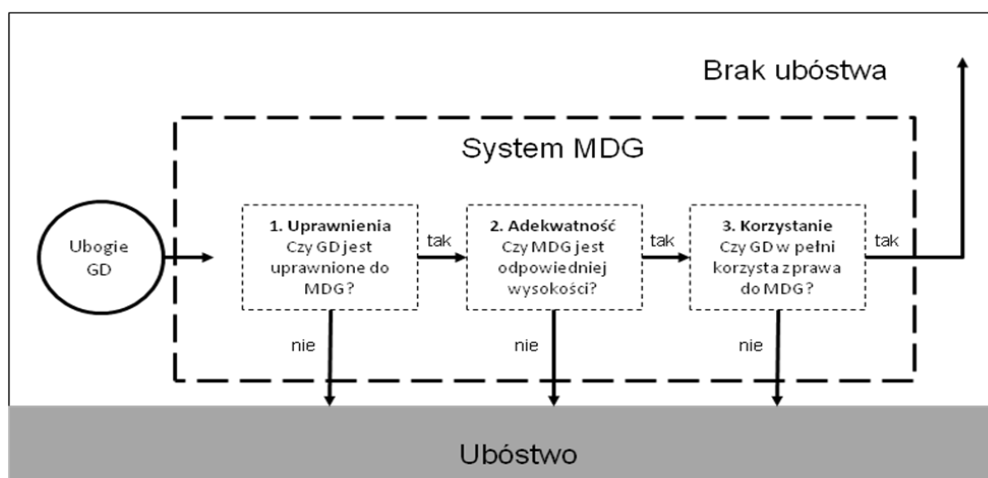 Brak ubóstwa
System MDG
Ubogie
GD
1. Uprawnienia
Czy GD jest
uprawnione do
MDG?
tak
2. Adekwatność
Czy MDG jest
odpowiedniej
wysokości?
tak
3. Korzystanie
Czy GD w pełni
korzysta z prawa
do MDG?
tak
nie
nie
nie
Ubóstwo